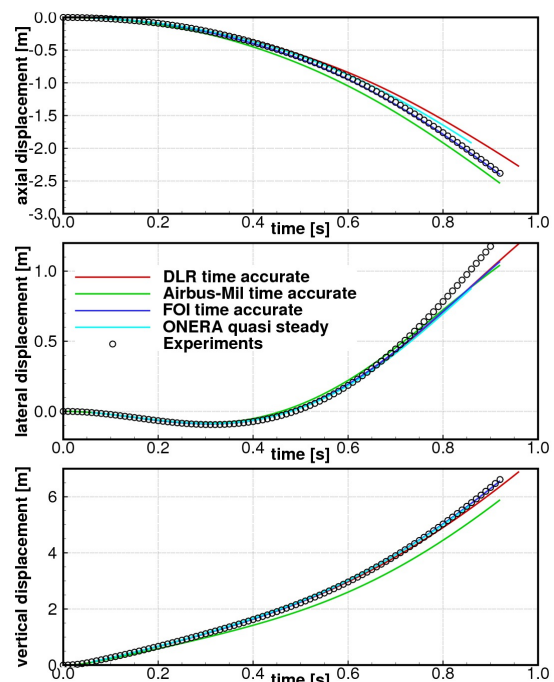 0.0
-0.5
-1.0
-1.5
-2.0
-2.5
-3.0
axial displacement [m]
0.0 0.2 0.4 0.6 0.8 1.0
time [s]
1.0
0.5
0.0
lateral displacement [m]
DLR time accurate
Airbus-Mil time accurate
FOI time accurate
ONERA quasi steady
Experiments
0.0 0.2 0.4 0.6 0.8 1.0
time [s]
6
4
2
0
vertical displacement [m]
0.0 0.2 0.4 0.6 0.8 1.0
time [s]